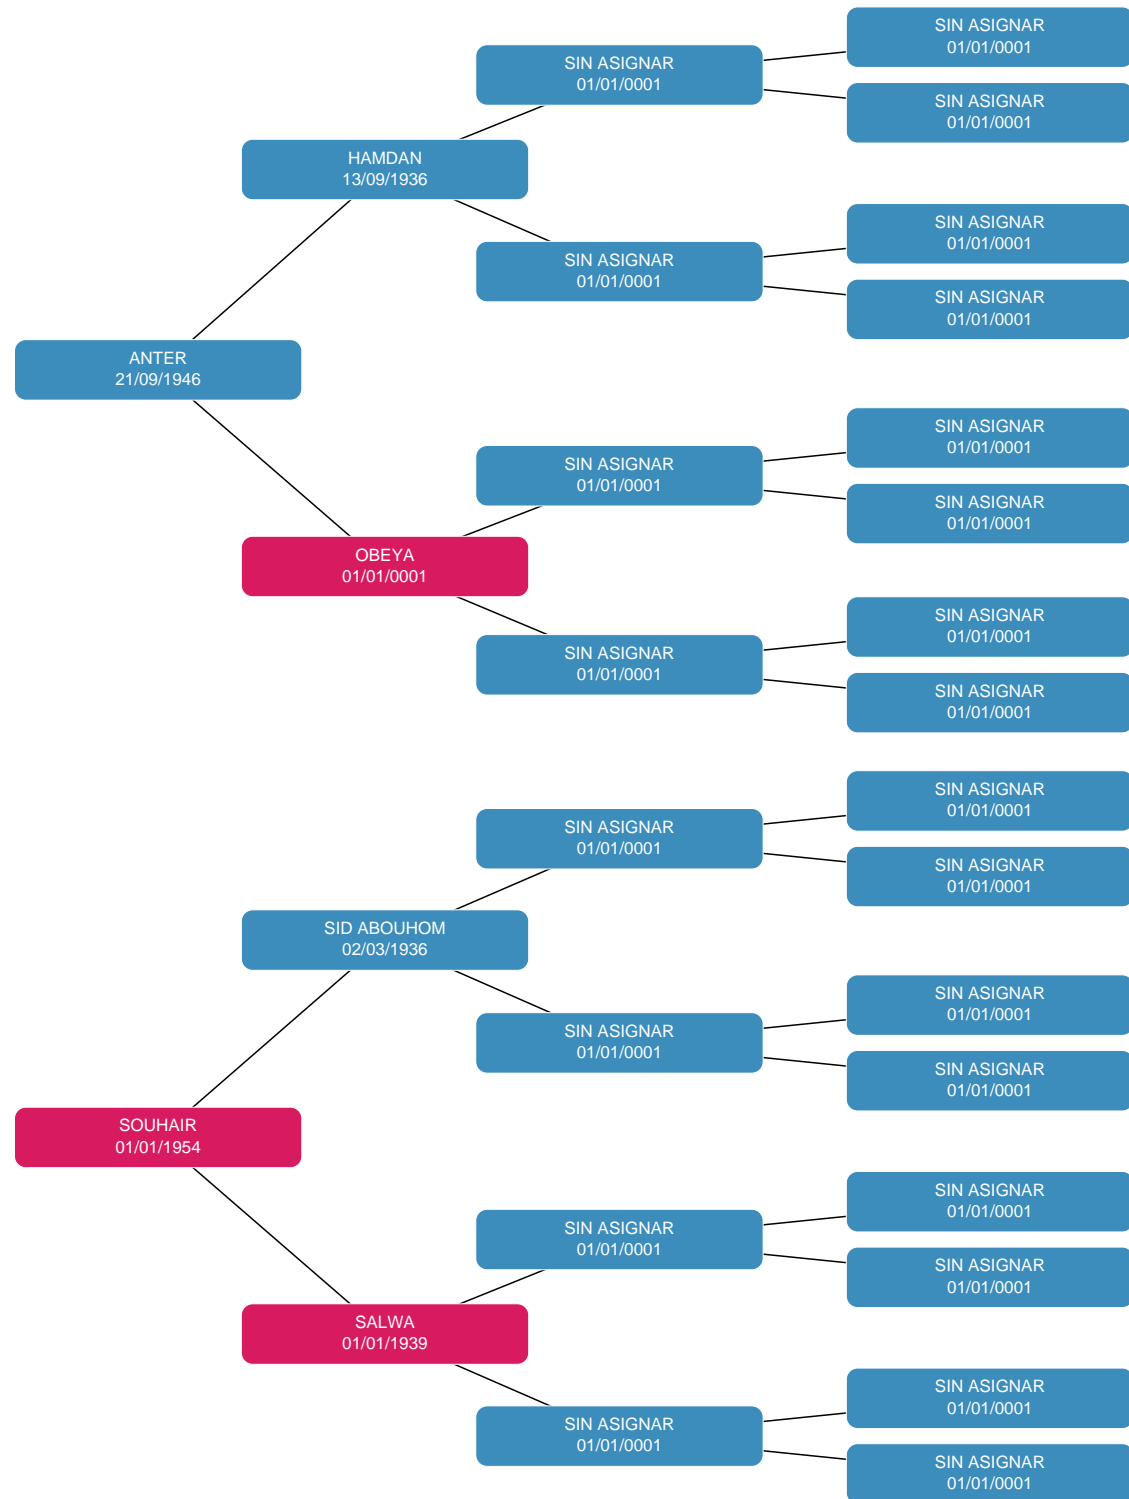 SIN ASIGNAR
01/01/0001
SIN ASIGNAR
01/01/0001
SIN ASIGNAR
01/01/0001
HAMDAN
13/09/1936
SIN ASIGNAR
01/01/0001
SIN ASIGNAR
01/01/0001
SIN ASIGNAR
01/01/0001
ANTER
21/09/1946
SIN ASIGNAR
01/01/0001
SIN ASIGNAR
01/01/0001
SIN ASIGNAR
01/01/0001
OBEYA
01/01/0001
SIN ASIGNAR
01/01/0001
SIN ASIGNAR
01/01/0001
SIN ASIGNAR
01/01/0001
SIN ASIGNAR
01/01/0001
SIN ASIGNAR
01/01/0001
SIN ASIGNAR
01/01/0001
SID ABOUHOM
02/03/1936
SIN ASIGNAR
01/01/0001
SIN ASIGNAR
01/01/0001
SIN ASIGNAR
01/01/0001
SOUHAIR
01/01/1954
SIN ASIGNAR
01/01/0001
SIN ASIGNAR
01/01/0001
SIN ASIGNAR
01/01/0001
SALWA
01/01/1939
SIN ASIGNAR
01/01/0001
SIN ASIGNAR
01/01/0001
SIN ASIGNAR
01/01/0001